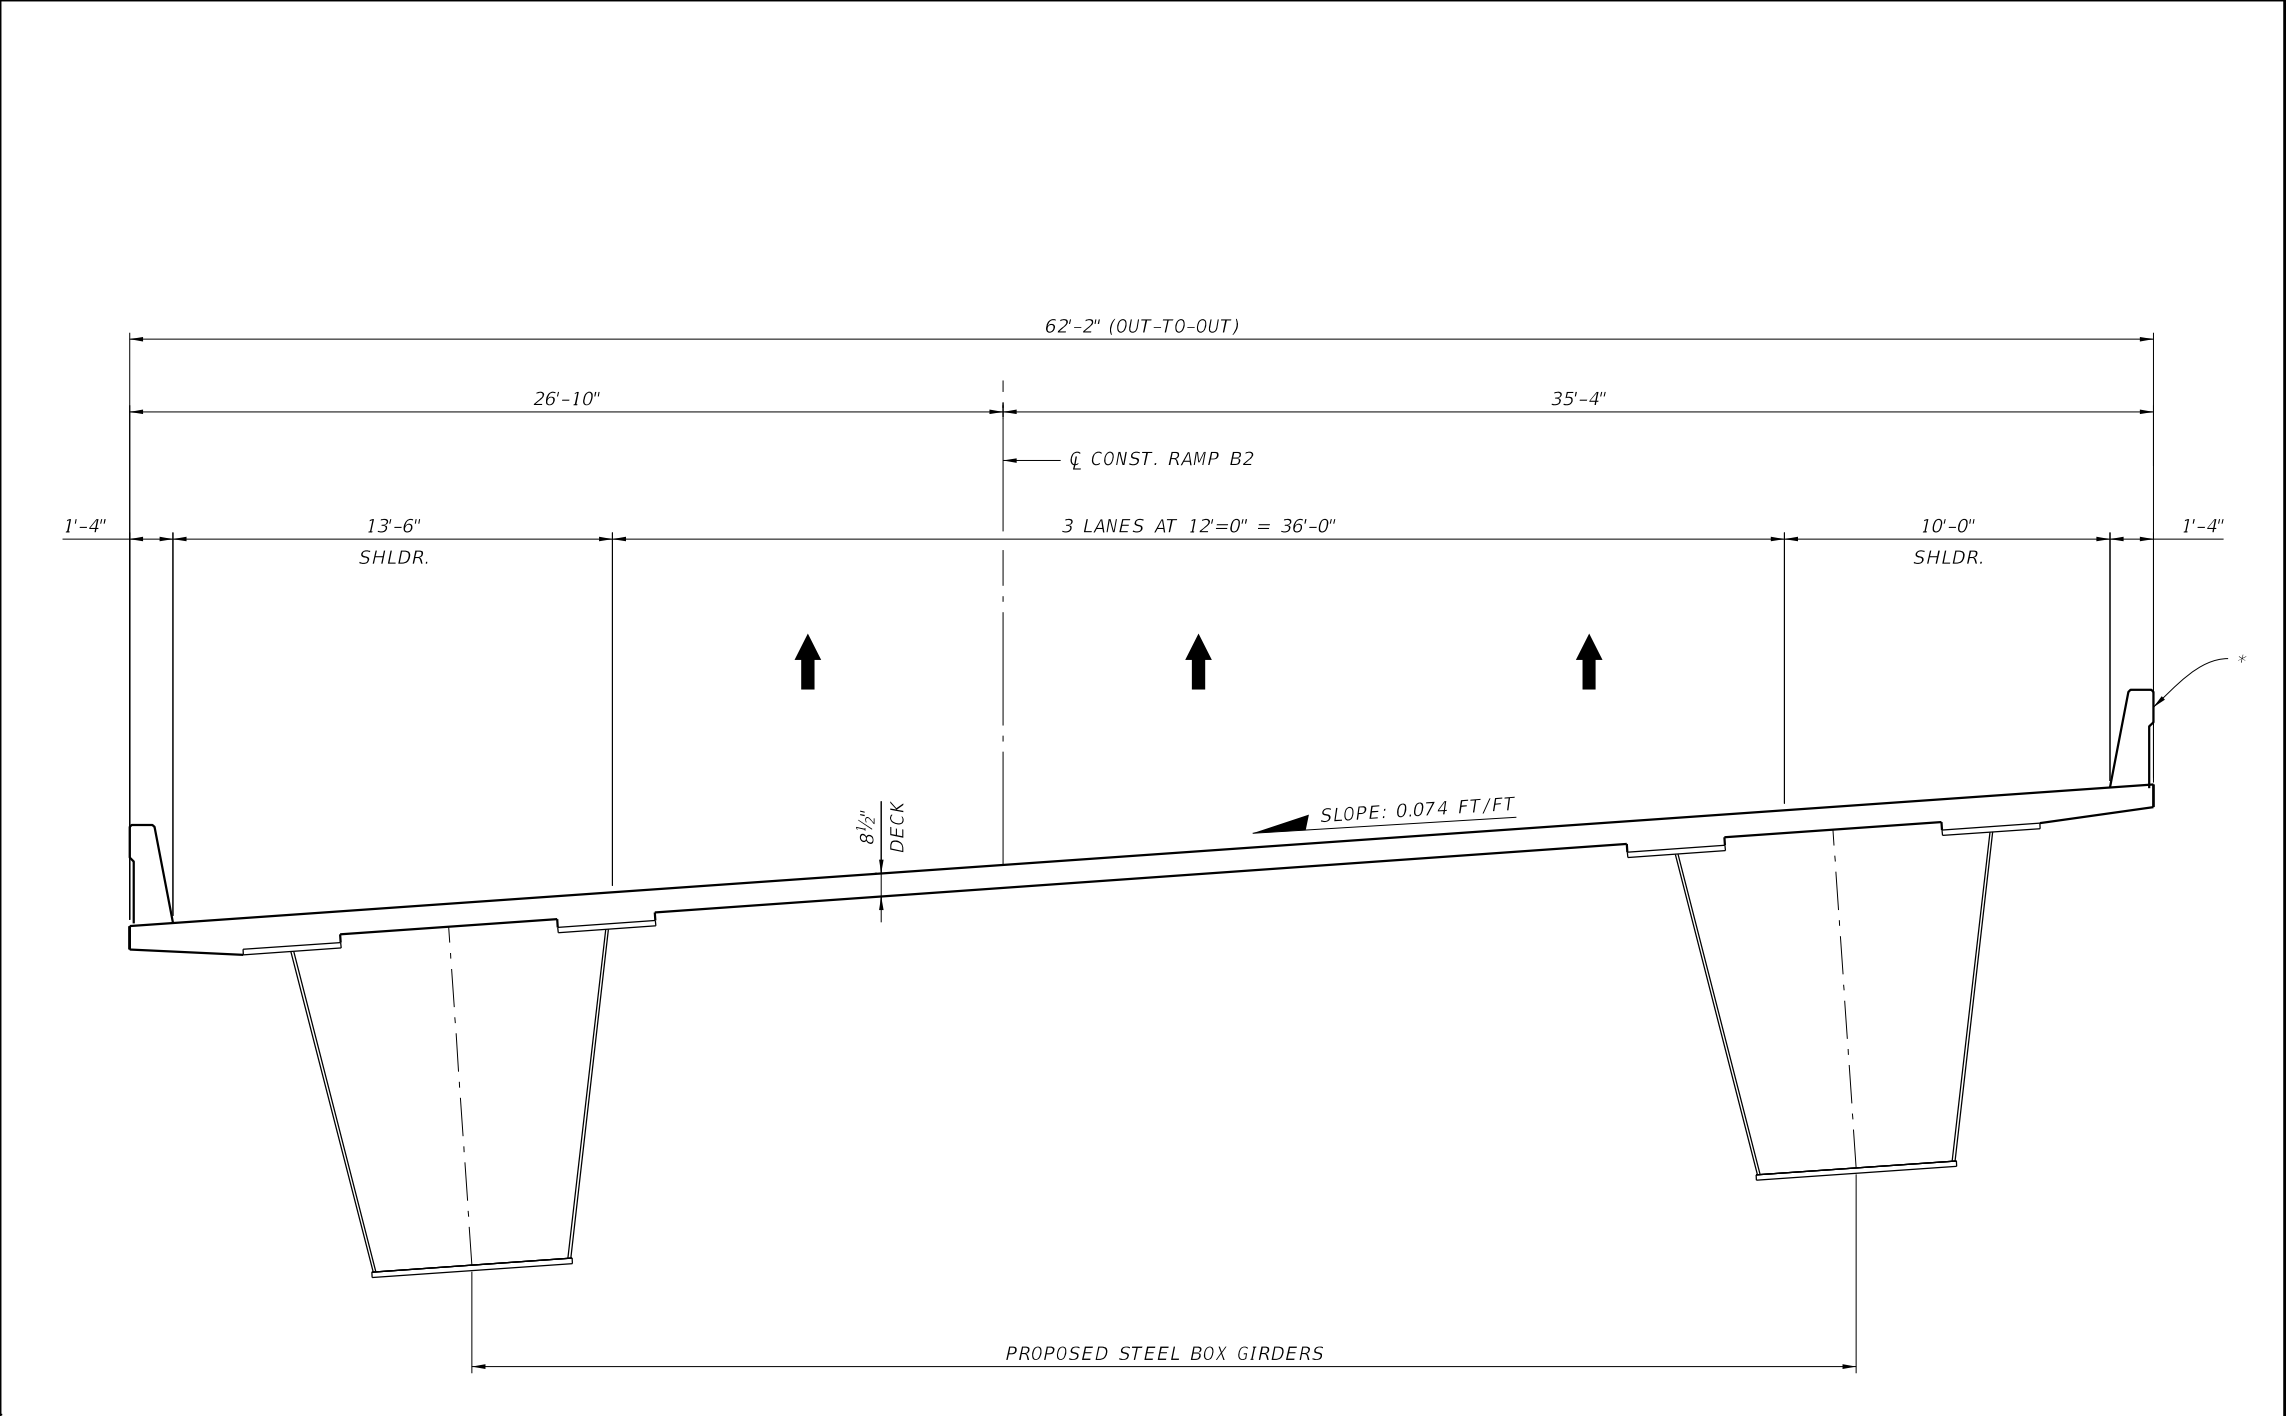 62'-2" (OUT-TO-OUT)
26'-10"
35'-4"
℄ CONST. RAMP B2
1'-4"
13'-6"
3 LANES AT 12'=0" = 36'-0"
10'-0"
1'-4"
SHLDR.
SHLDR.
*
8½"
DECK
SLOPE: 0.074 FT/FT
PROPOSED STEEL BOX GIRDERS